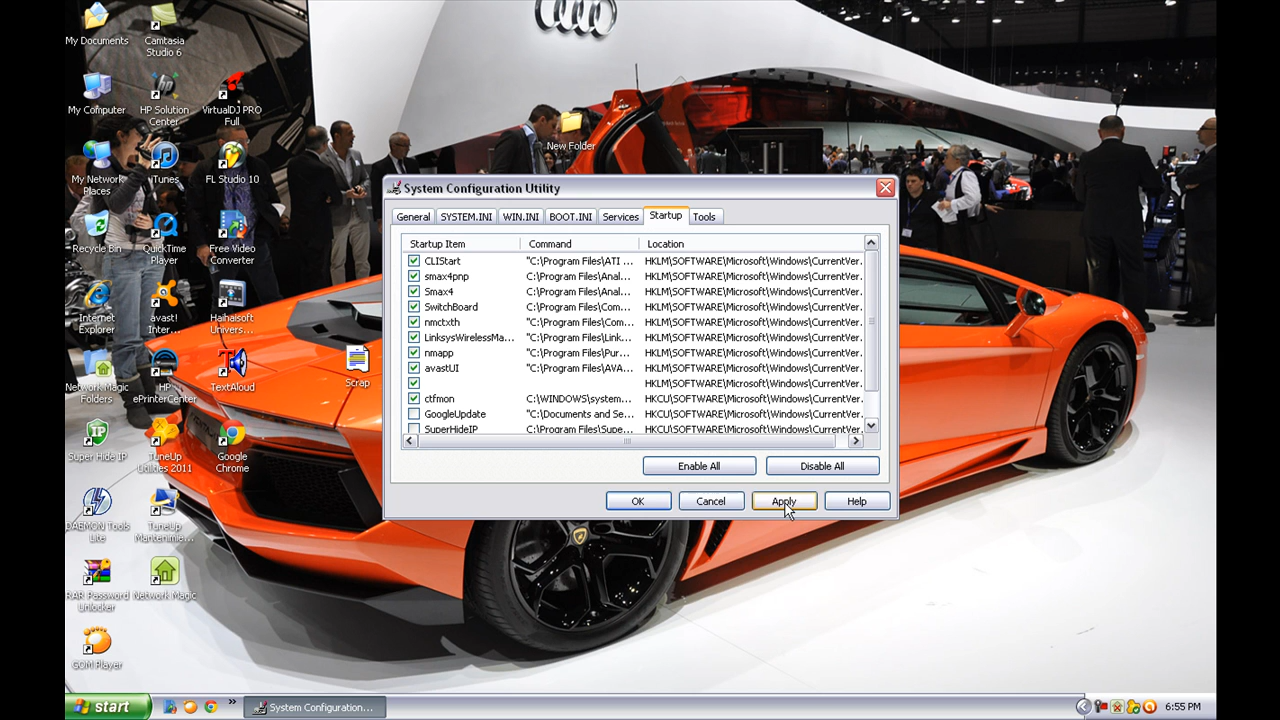 My Documents
Camtasia
Studio 6
My Computer
HP Solution
Center
VirtualDJ PRO
Full
New Folder
My Network
Places
iTunes
FL Studio 10
Recycle Bin
QuickTime
Player
Free Video
Converter
Internet
Explorer
avast!
Inter...
Haihaisoft
Univers...
Network Magic
Folders
HP
ePrinterCenter
TextAloud
Scrap
Super Hide IP
TuneUp
Utilities 2011
Google
Chrome
DAEMON Tools
Lite
TuneUp
Mantenimie...
RAR Password
Unlocker
Network Magic
GOM Player
System Configuration Utility
General SYSTEM.INI WIN.INI BOOT.INI Services Startup Tools
Startup Item Command Location
CLIStart "C:\Program Files\ATI ... HKLM\SOFTWARE\Microsoft\Windows\CurrentVer.
smax4pnp C:\Program Files\Anal... HKLM\SOFTWARE\Microsoft\Windows\CurrentVer.
Smax4 C:\Program Files\Anal... HKLM\SOFTWARE\Microsoft\Windows\CurrentVer.
SwitchBoard C:\Program Files\Com... HKLM\SOFTWARE\Microsoft\Windows\CurrentVer.
nmctxth "C:\Program Files\Com... HKLM\SOFTWARE\Microsoft\Windows\CurrentVer.
LinksysWirelessMa... "C:\Program Files\Link... HKLM\SOFTWARE\Microsoft\Windows\CurrentVer.
nmapp "C:\Program Files\Pur... HKLM\SOFTWARE\Microsoft\Windows\CurrentVer.
avastUI "C:\Program Files\AVA... HKLM\SOFTWARE\Microsoft\Windows\CurrentVer.
HKLM\SOFTWARE\Microsoft\Windows\CurrentVer.
ctfmon C:\WINDOWS\system... HKCU\SOFTWARE\Microsoft\Windows\CurrentVer.
GoogleUpdate "C:\Documents and Se... HKCU\SOFTWARE\Microsoft\Windows\CurrentVer.
SuperHideIP C:\Program Files\Supe... HKCU\SOFTWARE\Microsoft\Windows\CurrentVer.
Enable All Disable All
OK Cancel Apply Help
start System Configuration... 6:55 PM